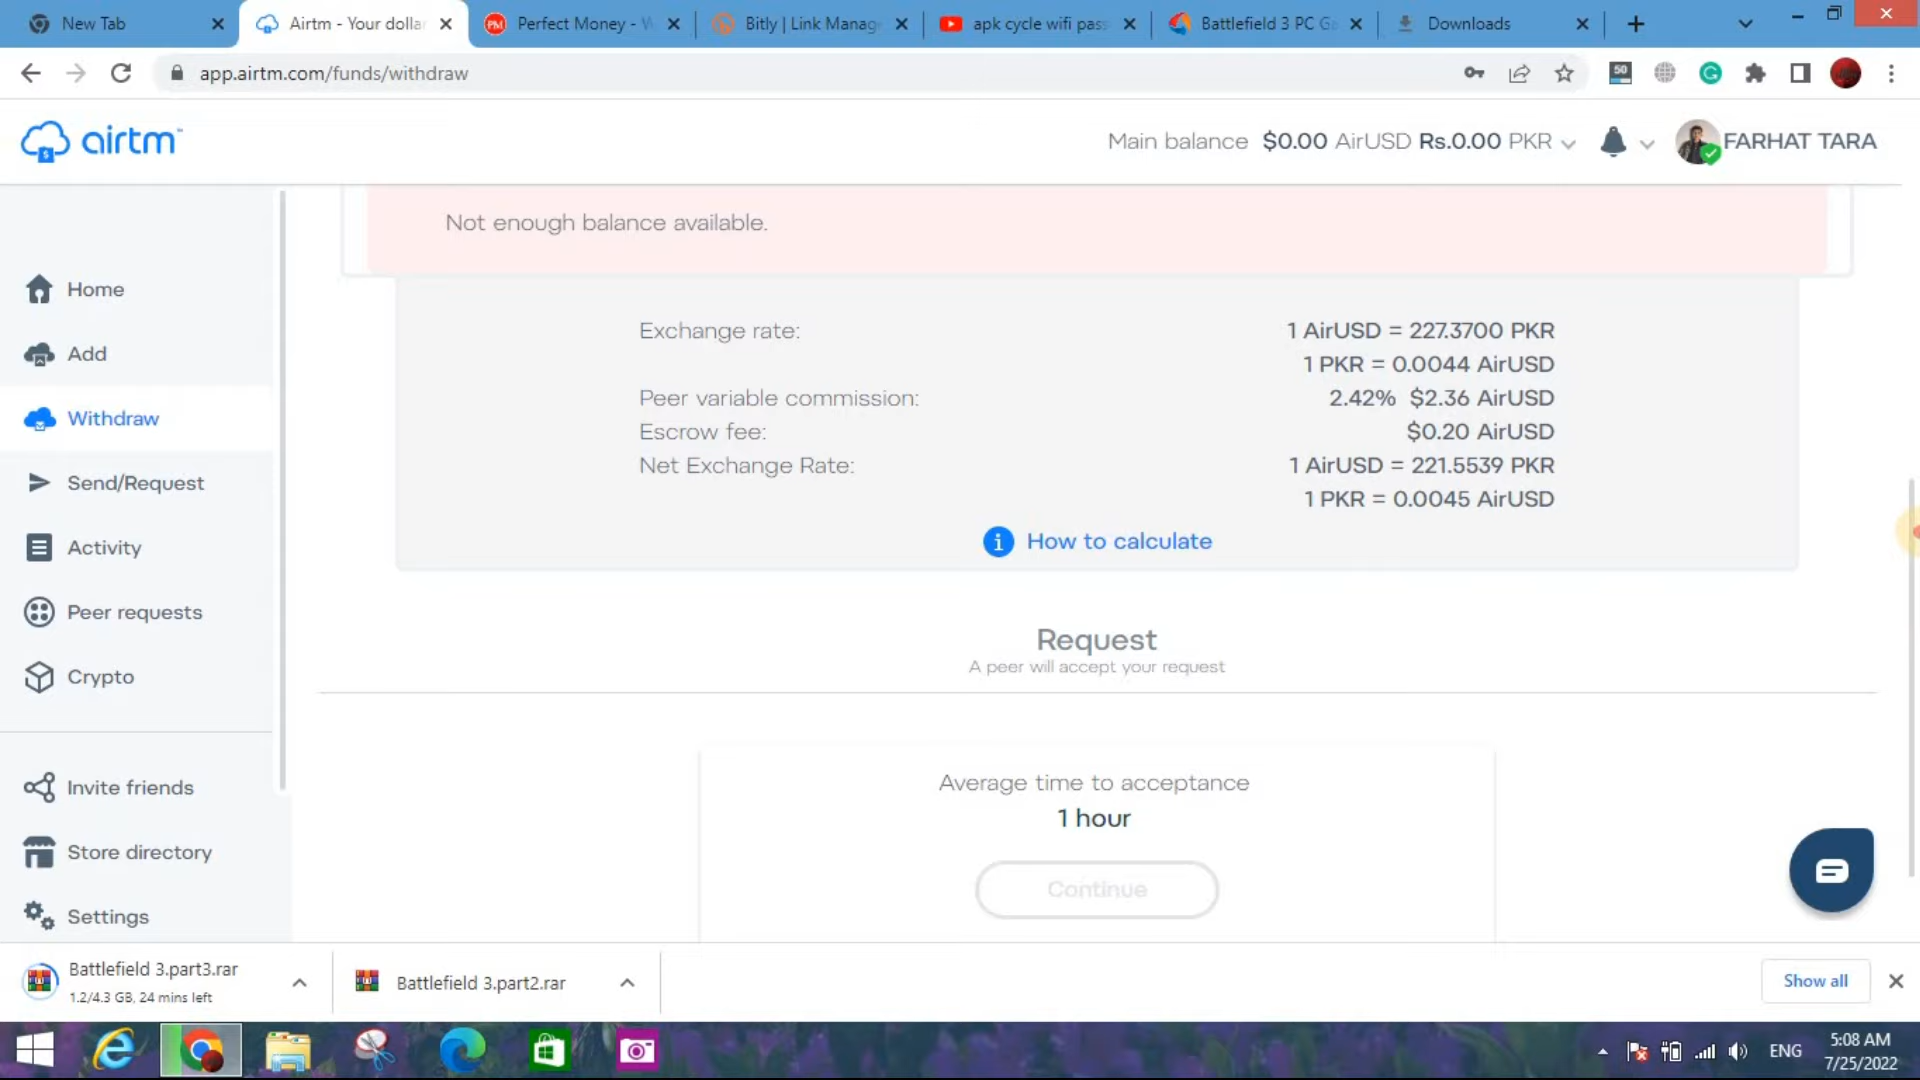 New Tab
Airtm - Your dollar
Perfect Money - W
Bitly | Link Manag
apk cycle wifi pass
Battlefield 3 PC Ga
Downloads
app.airtm.com/funds/withdraw
50
airtm
Main balance $0.00 AirUSD Rs.0.00 PKR
FARHAT TARA
Not enough balance available.
Home
Add
Withdraw
Send/Request
Activity
Peer requests
Crypto
Invite friends
Store directory
Settings
Exchange rate: 1 AirUSD = 227.3700 PKR
1 PKR = 0.0044 AirUSD
Peer variable commission: 2.42% $2.36 AirUSD
Escrow fee: $0.20 AirUSD
Net Exchange Rate: 1 AirUSD = 221.5539 PKR
1 PKR = 0.0045 AirUSD
How to calculate
Request
A peer will accept your request
Average time to acceptance
1 hour
Continue
Battlefield 3.part3.rar
1.2/4.3 GB, 24 mins left
Battlefield 3.part2.rar
Show all
ENG
5:08 AM
7/25/2022